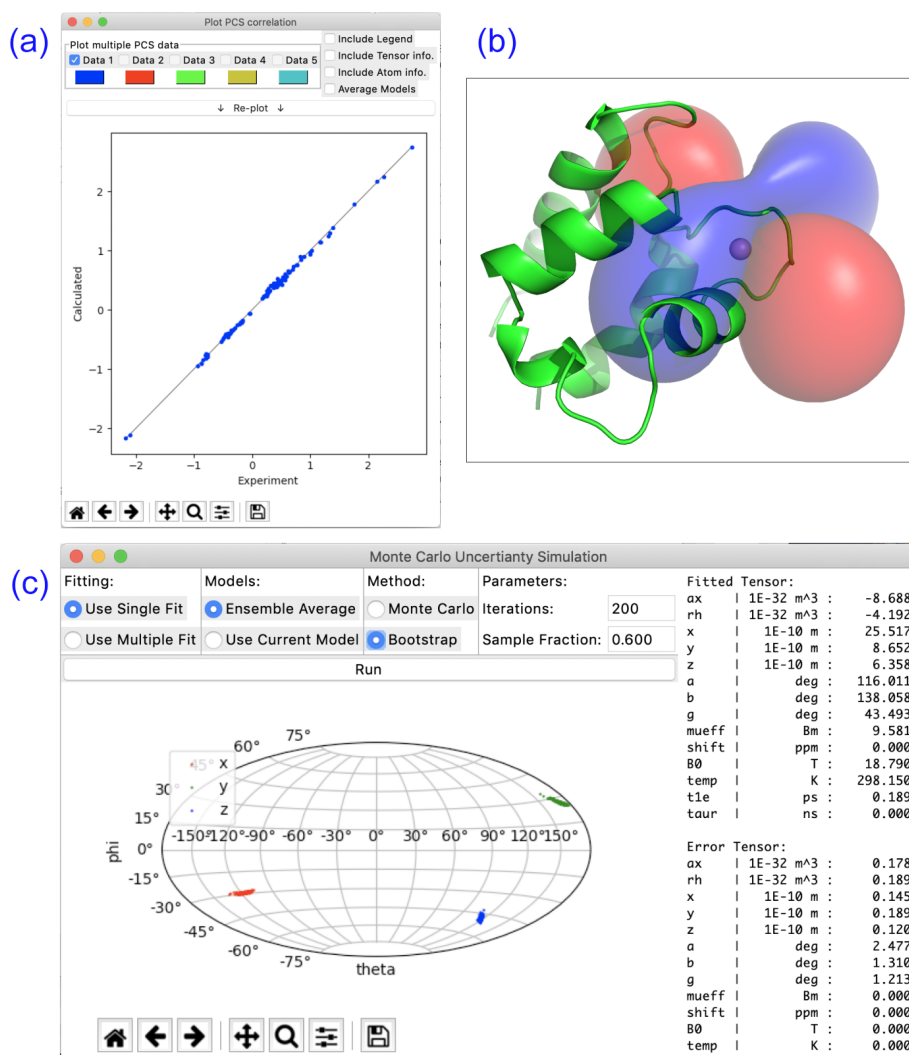 (a)
Plot PCS correlation
Plot multiple PCS data
Data 1 Data 2 Data 3 Data 4 Data 5
Include Legend
Include Tensor info.
Include Atom info.
Average Models
↓ Re-plot ↓
Calculated
2
1
0
−1
−2
−2 −1 0 1 2
Experiment
(b)
(c)
Monte Carlo Uncertianty Simulation
Fitting: Models: Method: Parameters:
Use Single Fit Ensemble Average Monte Carlo Iterations: 200
Use Multiple Fit Use Current Model Bootstrap Sample Fraction: 0.600
Run
x
y
z
75°
60°
45°
30°
15°
0°
-15°
-30°
-45°
-60°
-75°
-150°-120°-90° -60° -30° 0° 30° 60° 90° 120°150°
phi
theta
Fitted Tensor:
ax | 1E-32 m^3 : -8.688
rh | 1E-32 m^3 : -4.192
x | 1E-10 m : 25.517
y | 1E-10 m : 8.652
z | 1E-10 m : 6.358
a | deg : 116.011
b | deg : 138.058
g | deg : 43.493
mueff | Bm : 9.581
shift | ppm : 0.000
B0 | T : 18.790
temp | K : 298.150
t1e | ps : 0.189
taur | ns : 0.000
Error Tensor:
ax | 1E-32 m^3 : 0.178
rh | 1E-32 m^3 : 0.189
x | 1E-10 m : 0.145
y | 1E-10 m : 0.189
z | 1E-10 m : 0.120
a | deg : 2.477
b | deg : 1.310
g | deg : 1.213
mueff | Bm : 0.000
shift | ppm : 0.000
B0 | T : 0.000
temp | K : 0.000